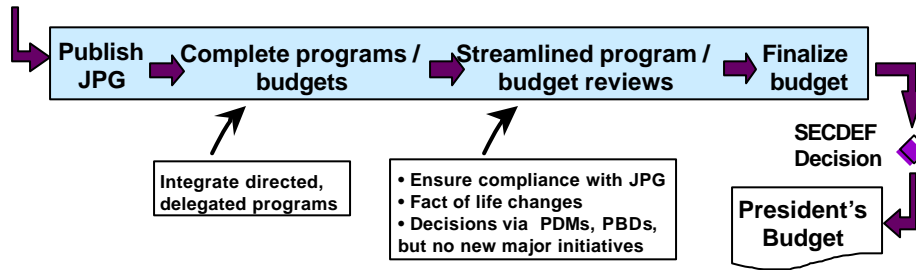 Publish
JPG
Complete programs /
budgets
Streamlined program /
budget reviews
Finalize
budget
SECDEF
Decision
Integrate directed,
delegated programs
• Ensure compliance with JPG
• Fact of life changes
• Decisions via PDMs, PBDs,
but no new major initiatives
President's
Budget